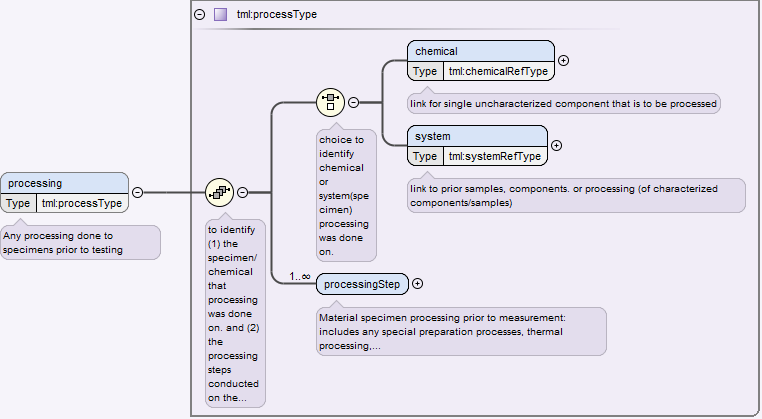 tml:processType
chemical
Type tml:chemicalRefType
link for single uncharacterized component that is to be processed
choice to
identify
chemical
or
system(spe
cimen)
processing
was done
on.
system
Type tml:systemRefType
link to prior samples, components. or processing (of characterized
components/samples)
processing
Type tml:processType
Any processing done to
specimens prior to testing
to identify
(1) the
specimen/
chemical
that
processing
was done
on. and (2)
the
processing
steps
conducted
on the...
1..∞
processingStep
Material specimen processing prior to measurement:
includes any special preparation processes, thermal
processing,...